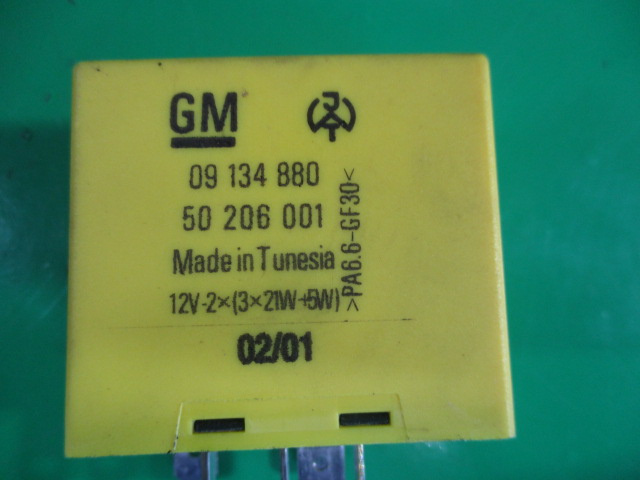 GM
09 134 880
50 206 001
Made in Tunesia
12V-2×(3×21W+5W)
>PA6.6-GF30<
02/01